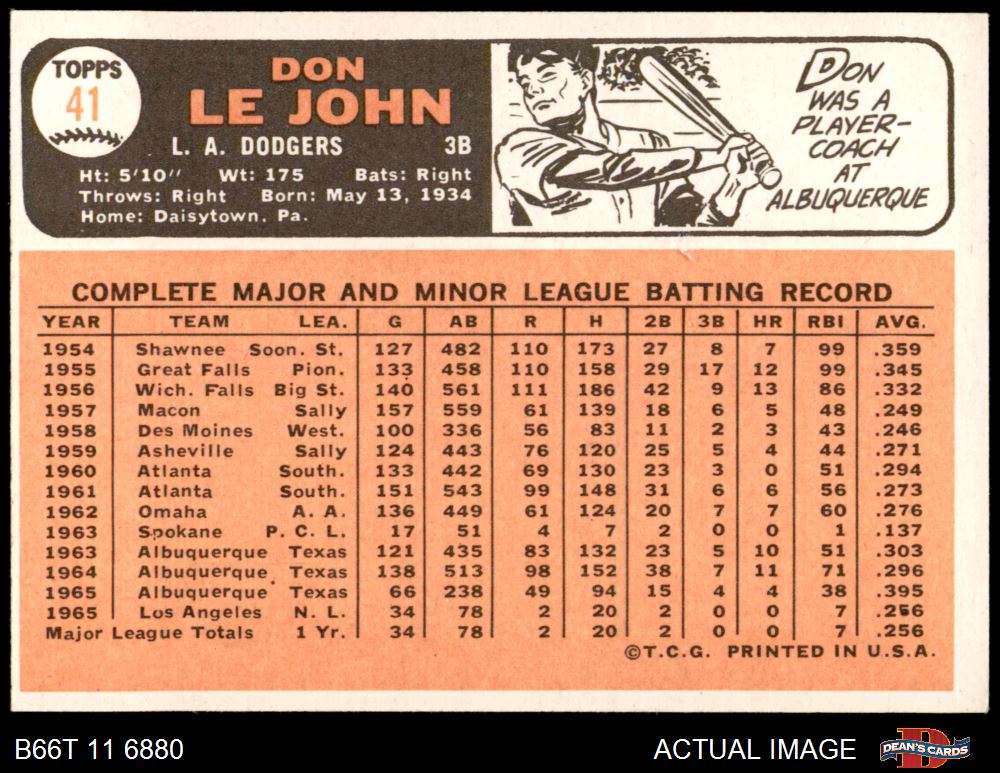 TOPPS
41
DON
LE JOHN
L. A. DODGERS 3B
Ht: 5'10" Wt: 175 Bats: Right
Throws: Right Born: May 13, 1934
Home: Daisytown, Pa.
DON
WAS A
PLAYER-
COACH
AT
ALBUQUERQUE
COMPLETE MAJOR AND MINOR LEAGUE BATTING RECORD
YEAR TEAM LEA. G AB R H 2B 3B HR RBI AVG.
1954 Shawnee Soon. St. 127 482 110 173 27 8 7 99 .359
1955 Great Falls Pion. 133 458 110 158 29 17 12 99 .345
1956 Wich. Falls Big St. 140 561 111 186 42 9 13 86 .332
1957 Macon Sally 157 559 61 139 18 6 5 48 .249
1958 Des Moines West. 100 336 56 83 11 2 3 43 .246
1959 Asheville Sally 124 443 76 120 25 5 4 44 .271
1960 Atlanta South. 133 442 69 130 23 3 0 51 .294
1961 Atlanta South. 151 543 99 148 31 6 6 56 .273
1962 Omaha A. A. 136 449 61 124 20 7 7 60 .276
1963 Spokane P. C. L. 17 51 4 7 2 0 0 1 .137
1963 Albuquerque Texas 121 435 83 132 23 5 10 51 .303
1964 Albuquerque Texas 138 513 98 152 38 7 11 71 .296
1965 Albuquerque Texas 66 238 49 94 15 4 4 38 .395
1965 Los Angeles N. L. 34 78 2 20 2 0 0 7 .256
Major League Totals 1 Yr. 34 78 2 20 2 0 0 7 .256
©T.C.G. PRINTED IN U.S.A.
B66T 11 6880 ACTUAL IMAGE
DEAN'S CARDS